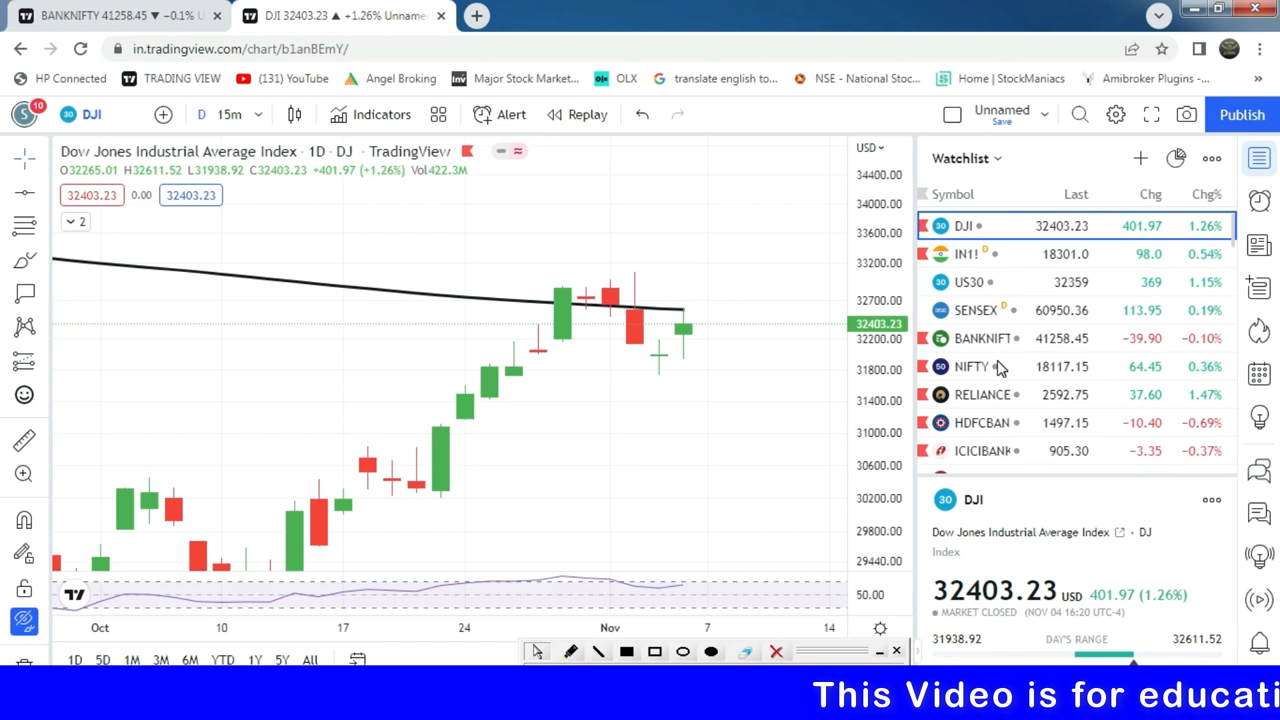 BANKNIFTY 41258.45 ▼ −0.1% U
DJI 32403.23 ▲ +1.26% Unname
in.tradingview.com/chart/b1anBEmY/
HP Connected
TRADING VIEW
(131) YouTube
Angel Broking
Major Stock Market...
OLX
translate english to...
NSE - National Stoc...
Home | StockManiacs
Amibroker Plugins -...
»
S 10
30 DJI
D 15m
Indicators
Alert
Replay
Unnamed
Save
Publish
Dow Jones Industrial Average Index · 1D · DJ · TradingView
O32265.01 H32611.52 L31938.92 C32403.23 +401.97 (+1.26%) Vol422.3M
32403.23 0.00 32403.23
2
USD
34400.00
34000.00
33600.00
33200.00
32700.00
32403.23
32200.00
31800.00
31400.00
31000.00
30600.00
30200.00
29800.00
29440.00
50.00
Oct 10 17 24 Nov 7 14
1D 5D 1M 3M 6M YTD 1Y 5Y All
Watchlist
Symbol Last Chg Chg%
30 DJI 32403.23 401.97 1.26%
IN1! D 18301.0 98.0 0.54%
30 US30 32359 369 1.15%
SENSEX D 60950.36 113.95 0.19%
BANKNIFT 41258.45 −39.90 −0.10%
50 NIFTY 18117.15 64.45 0.36%
RELIANCE 2592.75 37.60 1.47%
HDFCBAN 1497.15 −10.40 −0.69%
ICICIBANK 905.30 −3.35 −0.37%
30 DJI
Dow Jones Industrial Average Index · DJ
Index
32403.23 USD 401.97 (1.26%)
MARKET CLOSED (NOV 04 16:20 UTC-4)
31938.92 DAY'S RANGE 32611.52
This Video is for educati